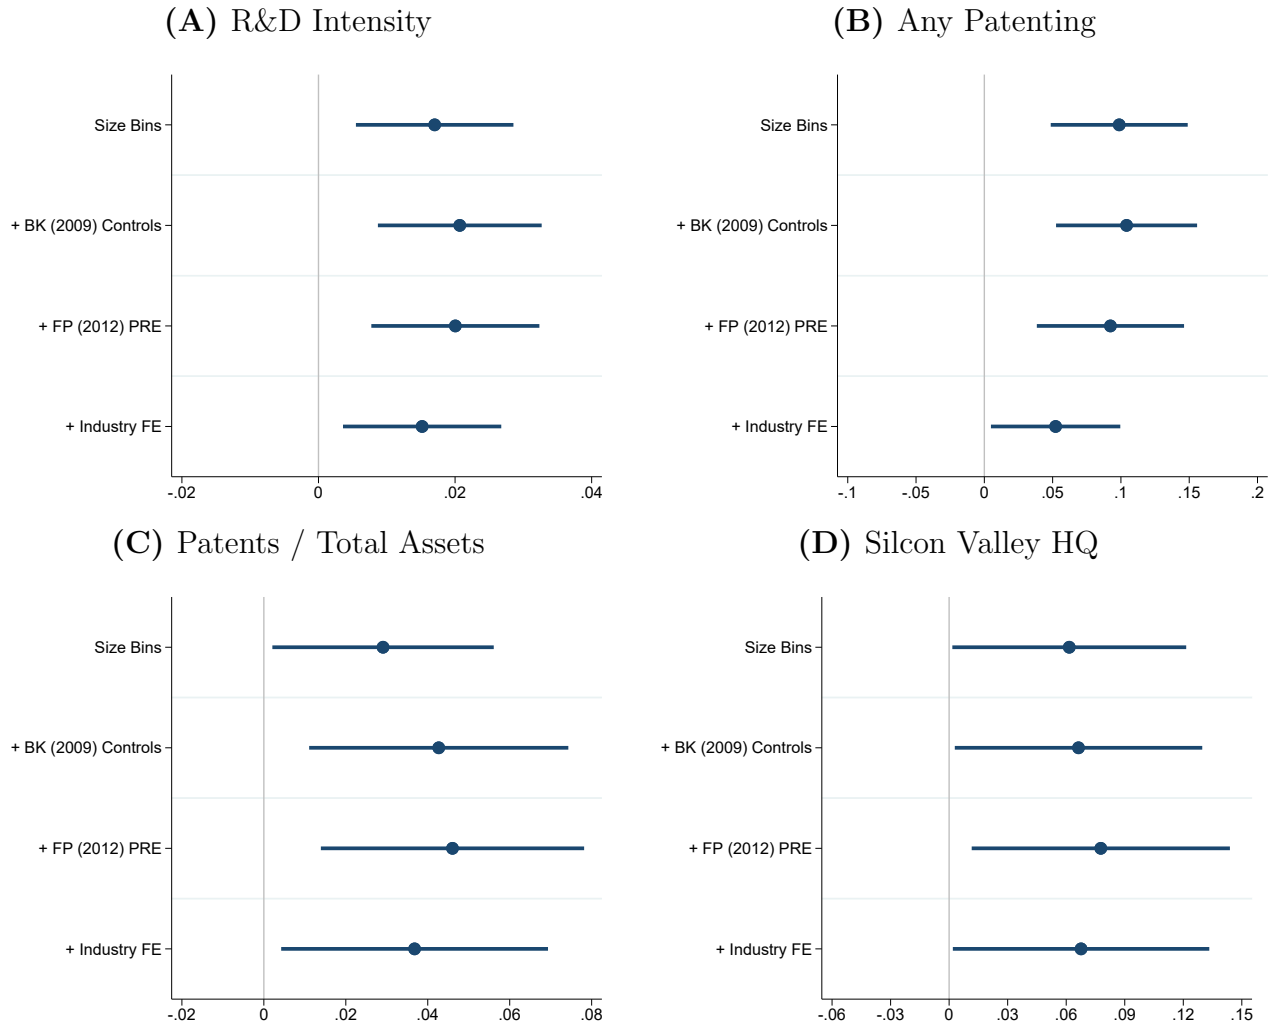 (A) R&D Intensity
Size Bins
+ BK (2009) Controls
+ FP (2012) PRE
+ Industry FE
-.02 0 .02 .04
(B) Any Patenting
Size Bins
+ BK (2009) Controls
+ FP (2012) PRE
+ Industry FE
-.1 -.05 0 .05 .1 .15 .2
(C) Patents / Total Assets
Size Bins
+ BK (2009) Controls
+ FP (2012) PRE
+ Industry FE
-.02 0 .02 .04 .06 .08
(D) Silcon Valley HQ
Size Bins
+ BK (2009) Controls
+ FP (2012) PRE
+ Industry FE
-.06 -.03 0 .03 .06 .09 .12 .15